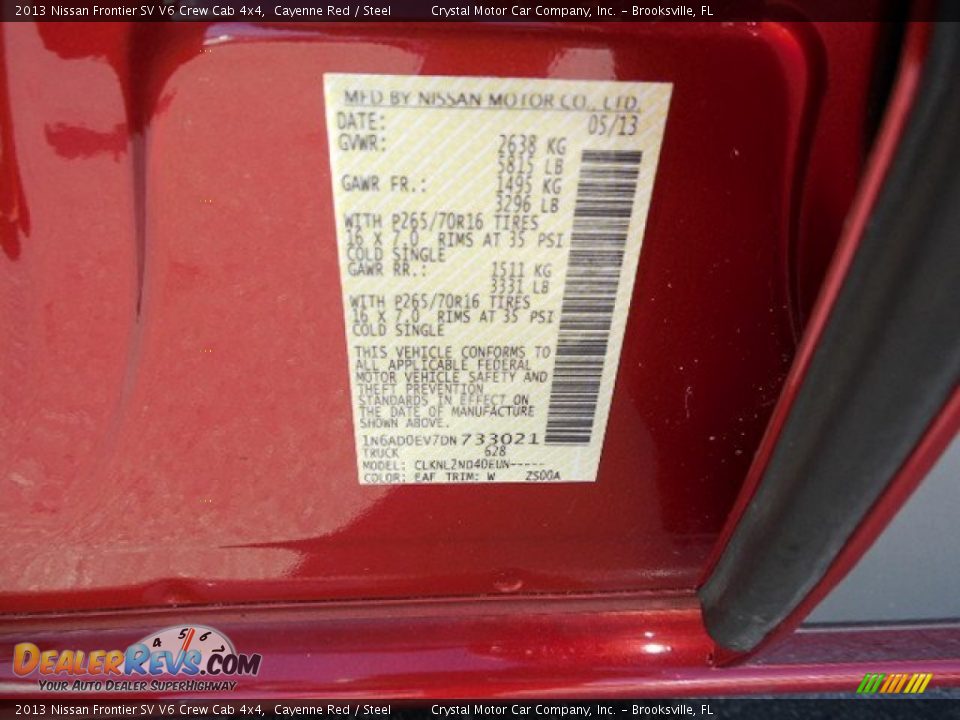 2013 Nissan Frontier SV V6 Crew Cab 4x4, Cayenne Red / Steel Crystal Motor Car Company, Inc. - Brooksville, FL
MFD BY NISSAN MOTOR CO., LTD.
DATE: 05/13
GVWR: 2638 KG
5815 LB
GAWR FR.: 1495 KG
3296 LB
WITH P265/70R16 TIRES
16 X 7.0 RIMS AT 35 PSI
COLD SINGLE
GAWR RR.: 1511 KG
3331 LB
WITH P265/70R16 TIRES
16 X 7.0 RIMS AT 35 PSI
COLD SINGLE
THIS VEHICLE CONFORMS TO
ALL APPLICABLE FEDERAL
MOTOR VEHICLE SAFETY AND
THEFT PREVENTION
STANDARDS IN EFFECT ON
THE DATE OF MANUFACTURE
SHOWN ABOVE.
1N6AD0EV7DN733021
TRUCK 628
MODEL: CLKNLZND40EUN-----
COLOR: EAF TRIM: W ZS00A
4 5 6
DealerRevs.com
Your Auto Dealer SuperHighway
2013 Nissan Frontier SV V6 Crew Cab 4x4, Cayenne Red / Steel Crystal Motor Car Company, Inc. - Brooksville, FL